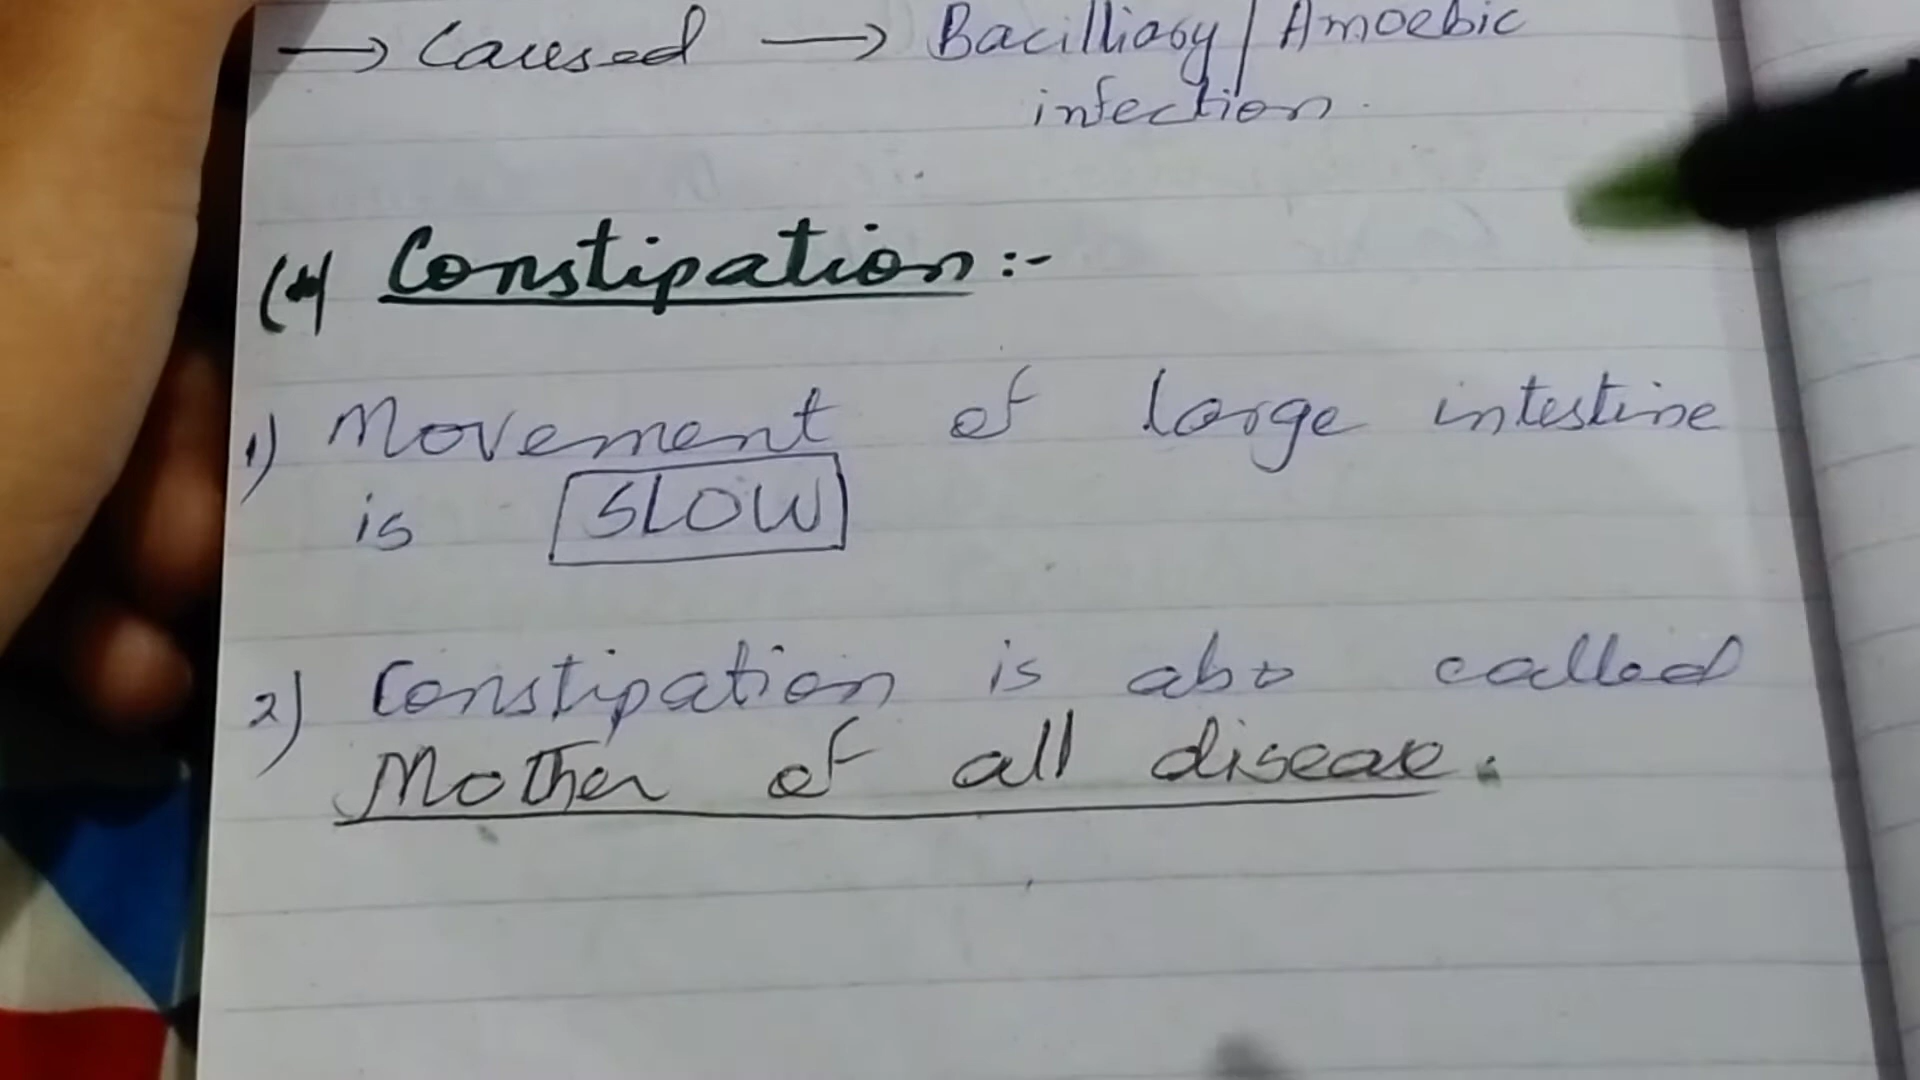 → Caused → Bacilliary / Amoebic
infection.
(*) Constipation :-
1) Movement of large intestine
is SLOW
2) Constipation is also called
Mother of all disease.